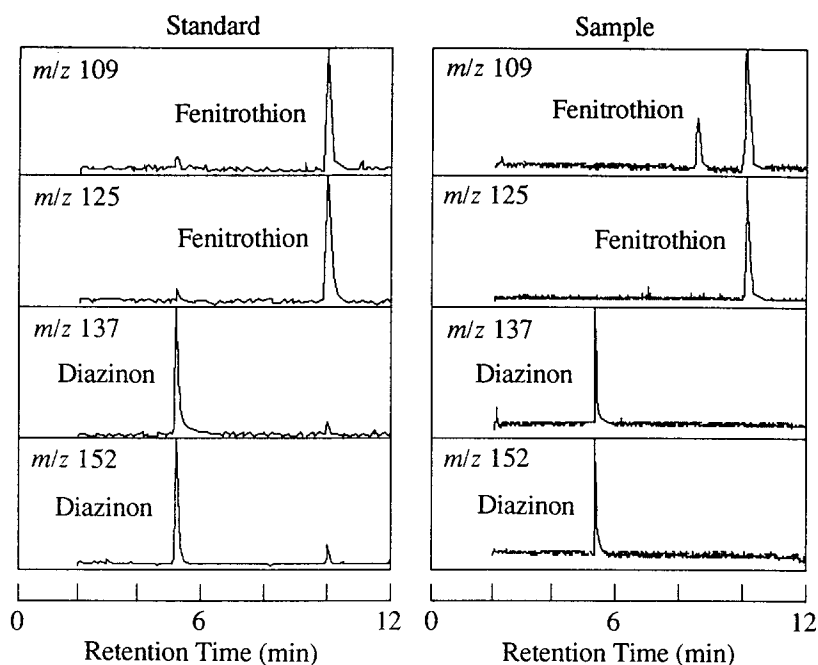 Standard
m/z 109
Fenitrothion
m/z 125
Fenitrothion
m/z 137
Diazinon
m/z 152
Diazinon
0 6 12
Retention Time (min)
Sample
m/z 109
Fenitrothion
m/z 125
Fenitrothion
m/z 137
Diazinon
m/z 152
Diazinon
0 6 12
Retention Time (min)